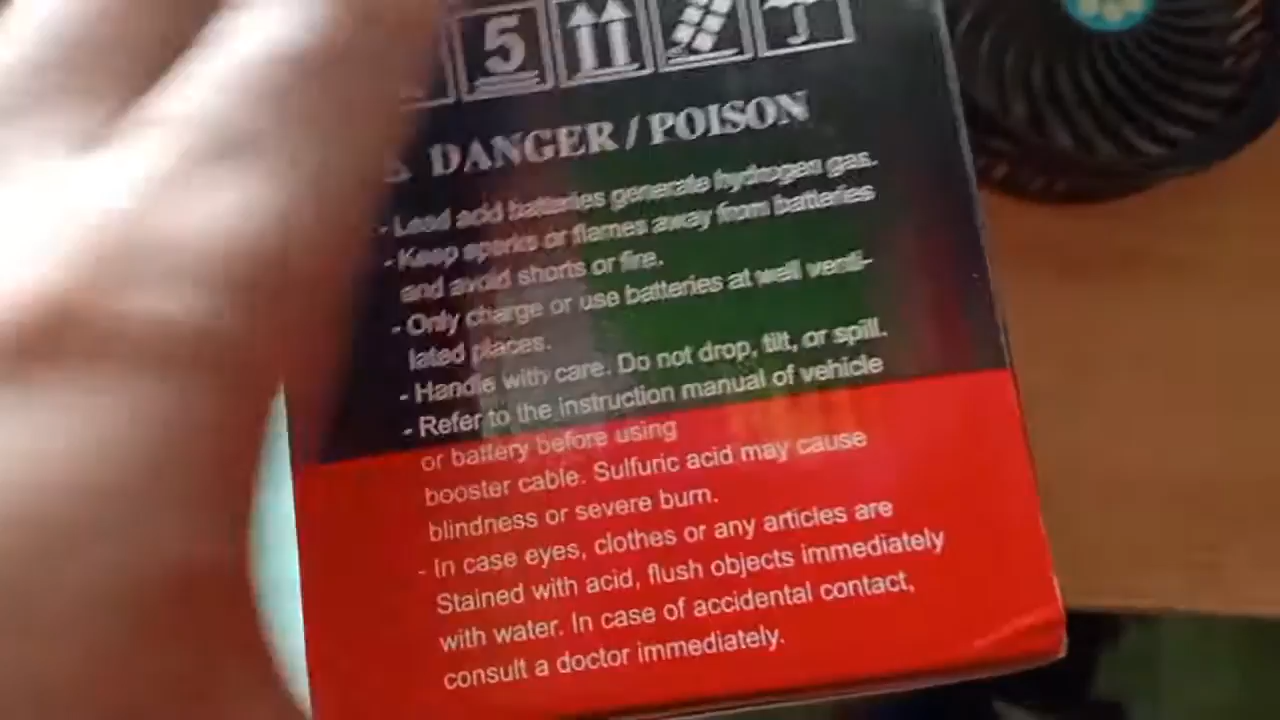 5
DANGER / POISON
- Lead acid batteries generate hydrogen gas.
- Keep sparks or flames away from batteries
and avoid shorts or fire.
- Only charge or use batteries at well venti-
lated places.
- Handle with care. Do not drop, tilt, or spill.
- Refer to the instruction manual of vehicle
or battery before using
booster cable. Sulfuric acid may cause
blindness or severe burn.
- In case eyes, clothes or any articles are
Stained with acid, flush objects immediately
with water. In case of accidental contact,
consult a doctor immediately.